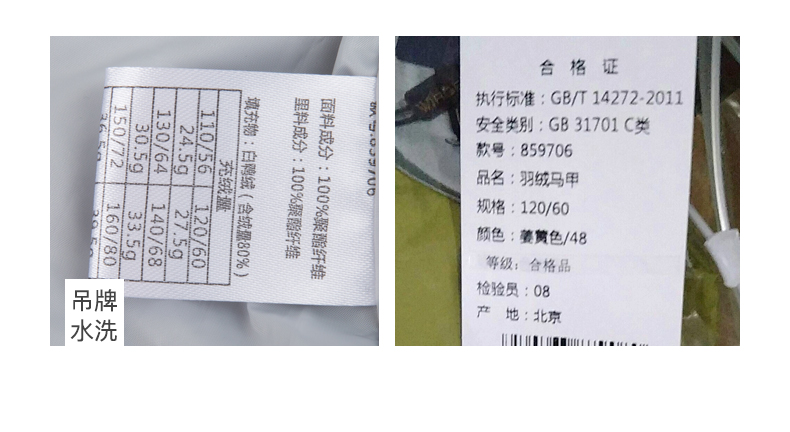 面料成分：100%聚酯纤维
里料成分：100%聚酯纤维
填充物：白鸭绒（含绒量80%）
充绒量
110/56 120/60
24.5g 27.5g
130/64 140/68
30.5g 33.5g
150/72 160/80
吊牌
水洗
合 格 证
执行标准：GB/T 14272-2011
安全类别：GB 31701 C类
款号：859706
品名：羽绒马甲
规格：120/60
颜色：姜黄色/48
等级：合格品
检验员：08
产 地：北京